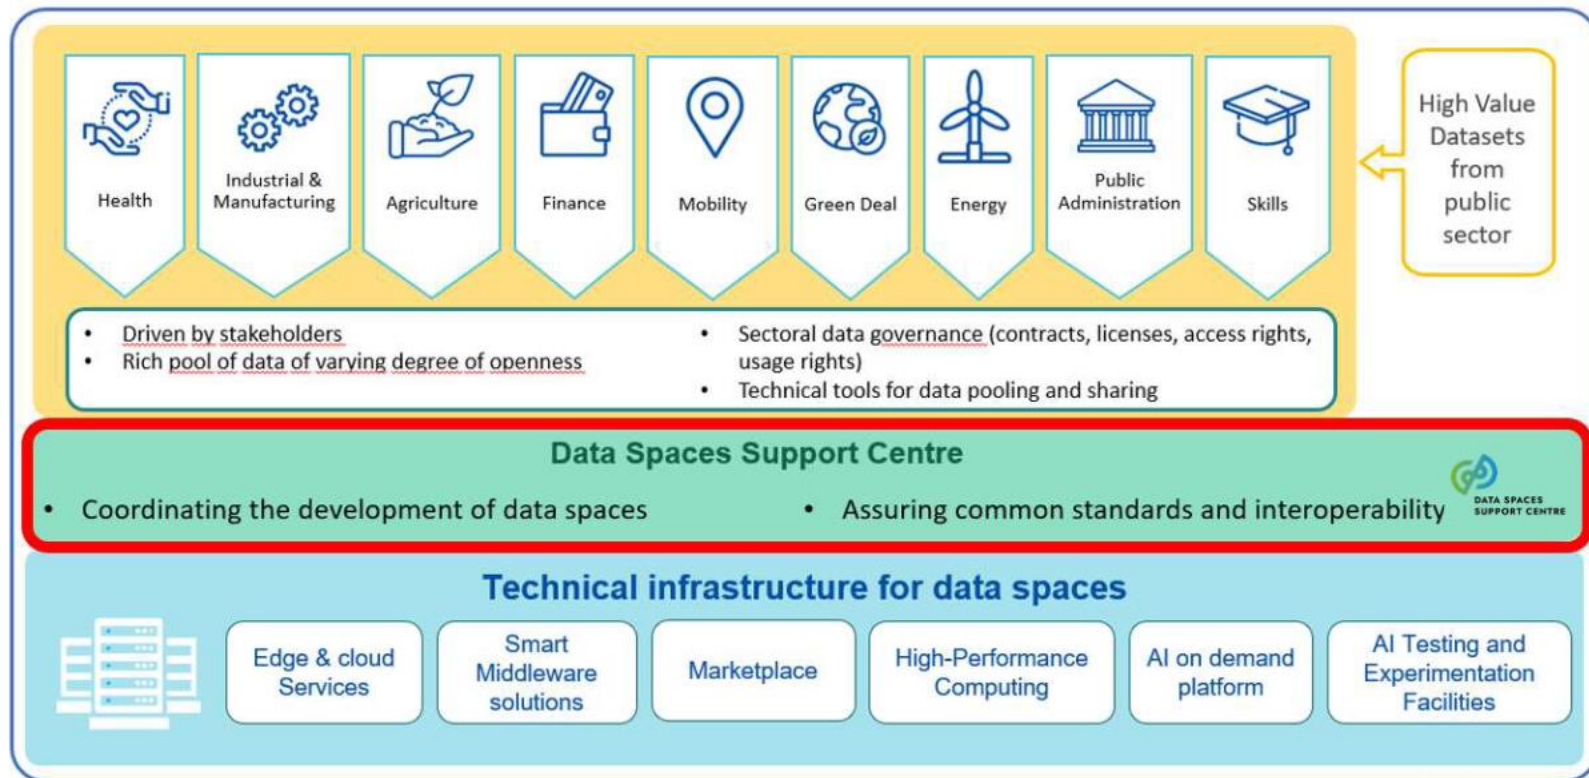 Health
Industrial &
Manufacturing
Agriculture
Finance
Mobility
Green Deal
Energy
Public
Administration
Skills
High Value
Datasets
from
public
sector
• Driven by stakeholders
• Rich pool of data of varying degree of openness
• Sectoral data governance (contracts, licenses, access rights,
usage rights)
• Technical tools for data pooling and sharing
Data Spaces Support Centre
• Coordinating the development of data spaces
• Assuring common standards and interoperability
DATA SPACES
SUPPORT CENTRE
Technical infrastructure for data spaces
Edge & cloud
Services
Smart
Middleware
solutions
Marketplace
High-Performance
Computing
AI on demand
platform
AI Testing and
Experimentation
Facilities